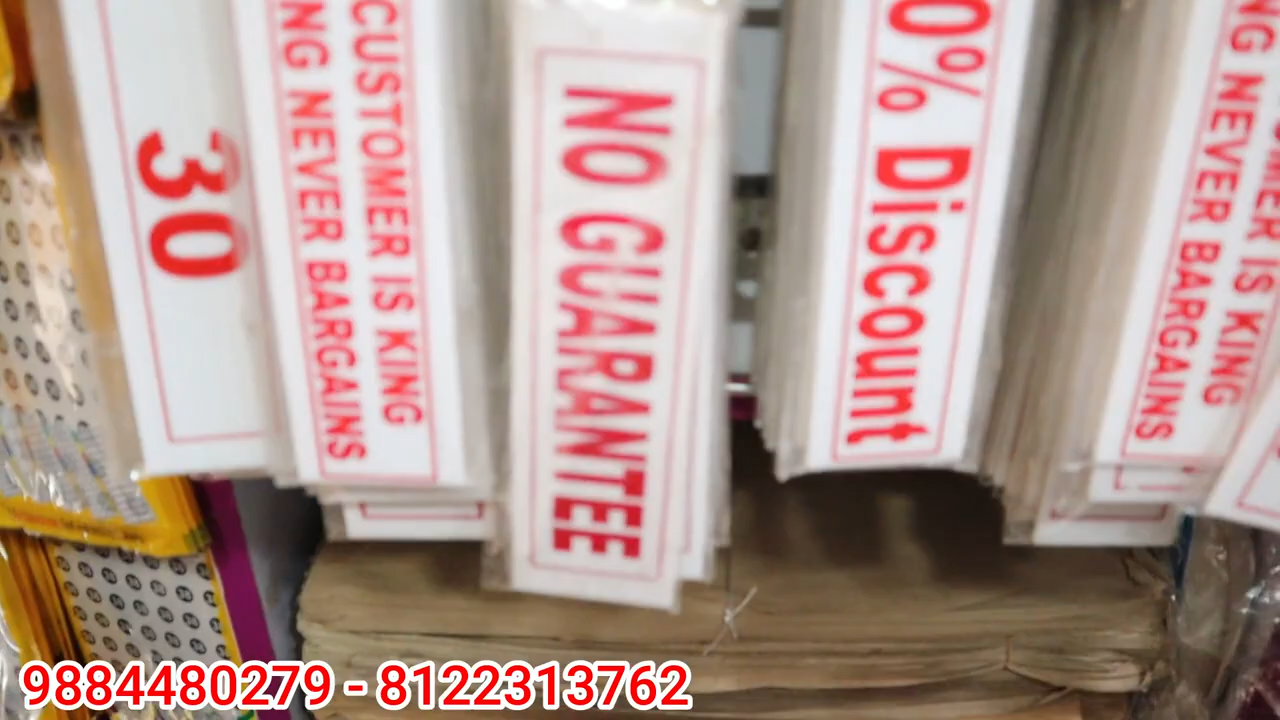 30
CUSTOMER IS KING
NG NEVER BARGAINS
NO GUARANTEE
0% Discount
MER IS KING
NG NEVER BARGAINS
9884480279 - 8122313762